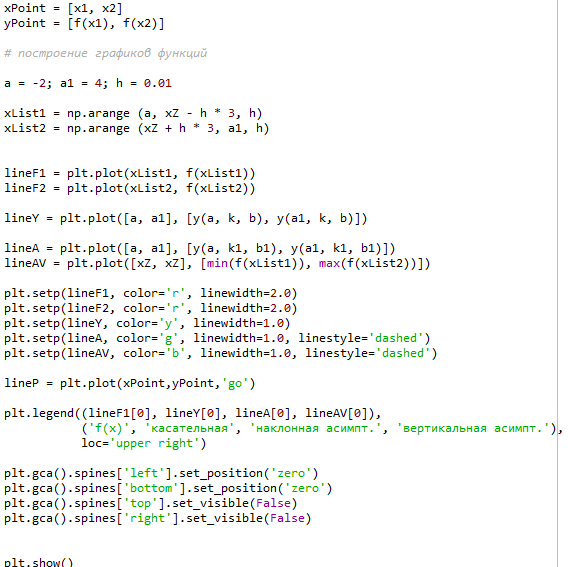 xPoint = [x1, x2]
yPoint = [f(x1), f(x2)]
# построение графиков функций
a = -2; a1 = 4; h = 0.01
xList1 = np.arange (a, xZ - h * 3, h)
xList2 = np.arange (xZ + h * 3, a1, h)
lineF1 = plt.plot(xList1, f(xList1))
lineF2 = plt.plot(xList2, f(xList2))
lineY = plt.plot([a, a1], [y(a, k, b), y(a1, k, b)])
lineA = plt.plot([a, a1], [y(a, k1, b1), y(a1, k1, b1)])
lineAV = plt.plot([xZ, xZ], [min(f(xList1)), max(f(xList2))])
plt.setp(lineF1, color='r', linewidth=2.0)
plt.setp(lineF2, color='r', linewidth=2.0)
plt.setp(lineY, color='y', linewidth=1.0)
plt.setp(lineA, color='g', linewidth=1.0, linestyle='dashed')
plt.setp(lineAV, color='b', linewidth=1.0, linestyle='dashed')
lineP = plt.plot(xPoint,yPoint,'go')
plt.legend((lineF1[0], lineY[0], lineA[0], lineAV[0]),
('f(x)', 'касательная', 'наклонная асимпт.', 'вертикальная асимпт.'),
loc='upper right')
plt.gca().spines['left'].set_position('zero')
plt.gca().spines['bottom'].set_position('zero')
plt.gca().spines['top'].set_visible(False)
plt.gca().spines['right'].set_visible(False)
plt.show()